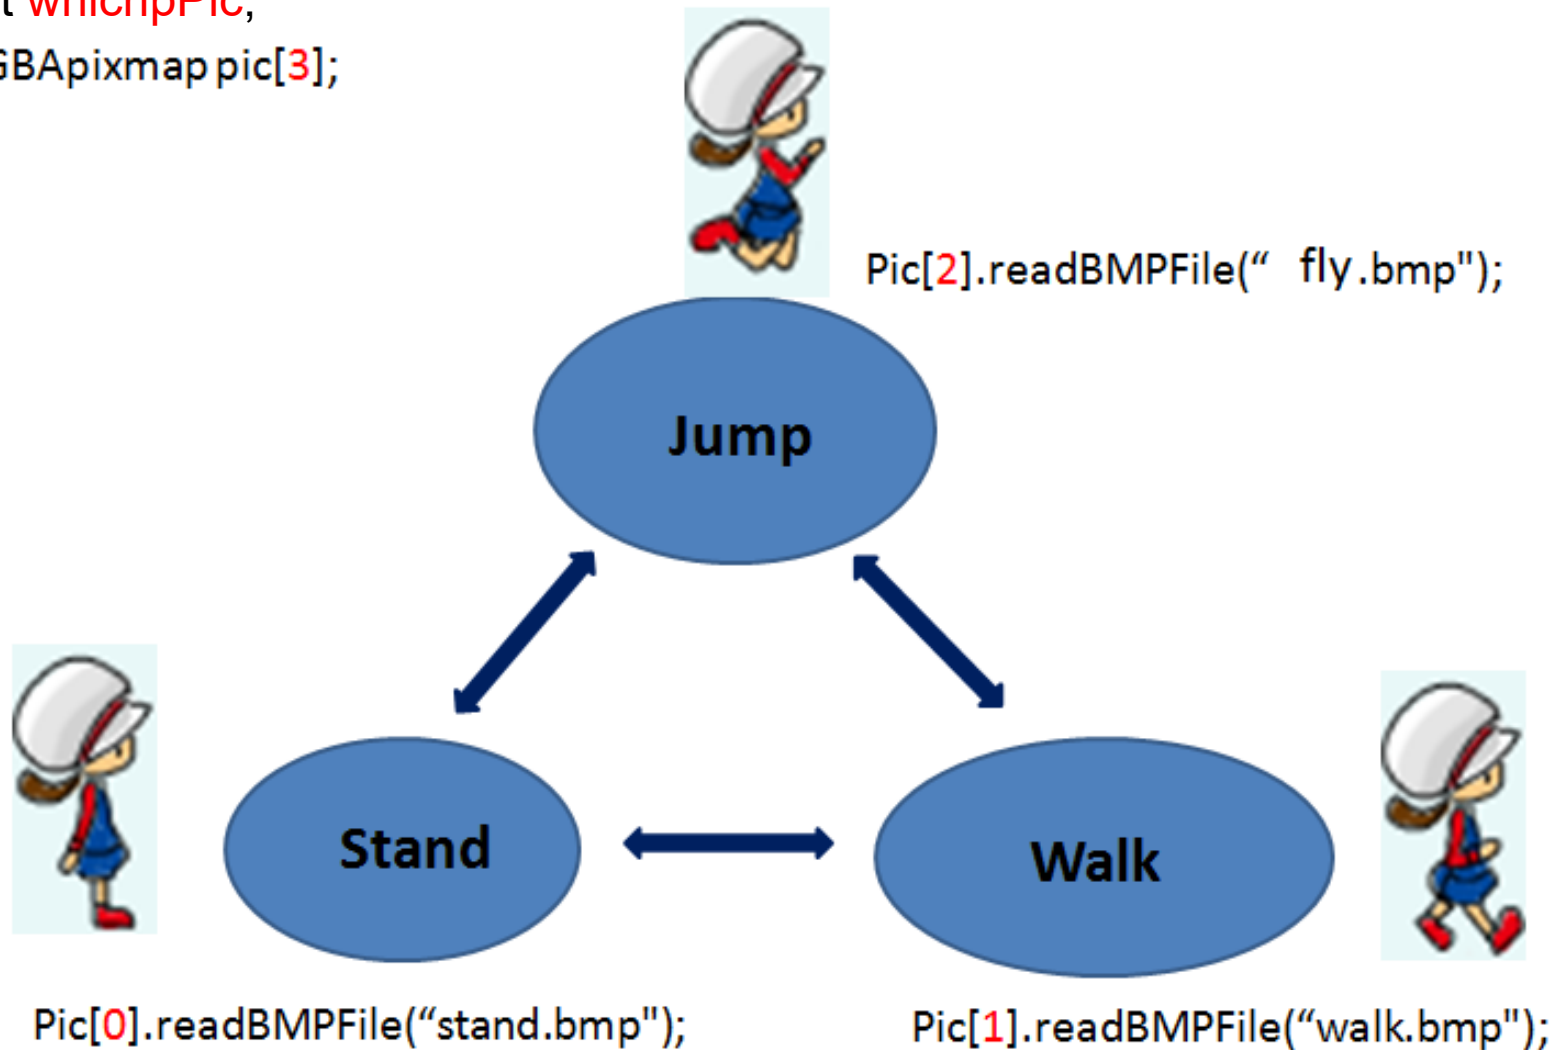 t whichpPic;
GBApixmap pic[3];
Pic[2].readBMPFile(“ fly.bmp");
Jump
Stand
Walk
Pic[0].readBMPFile(“stand.bmp");
Pic[1].readBMPFile(“walk.bmp");